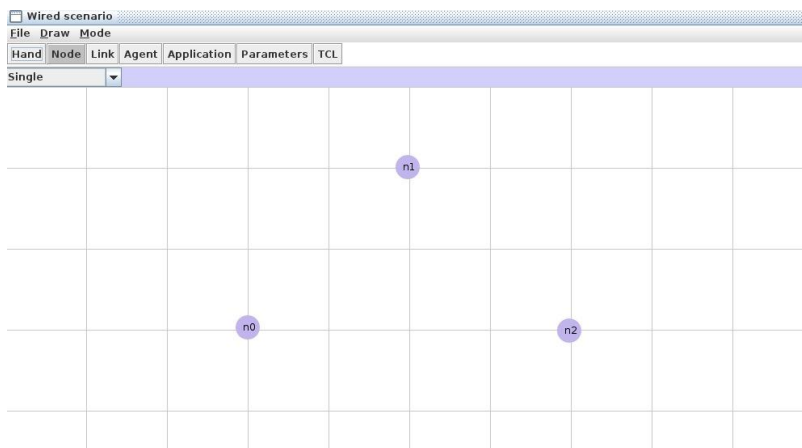 Wired scenario
File Draw Mode
Hand Node Link Agent Application Parameters TCL
Single
n1
n0
n2